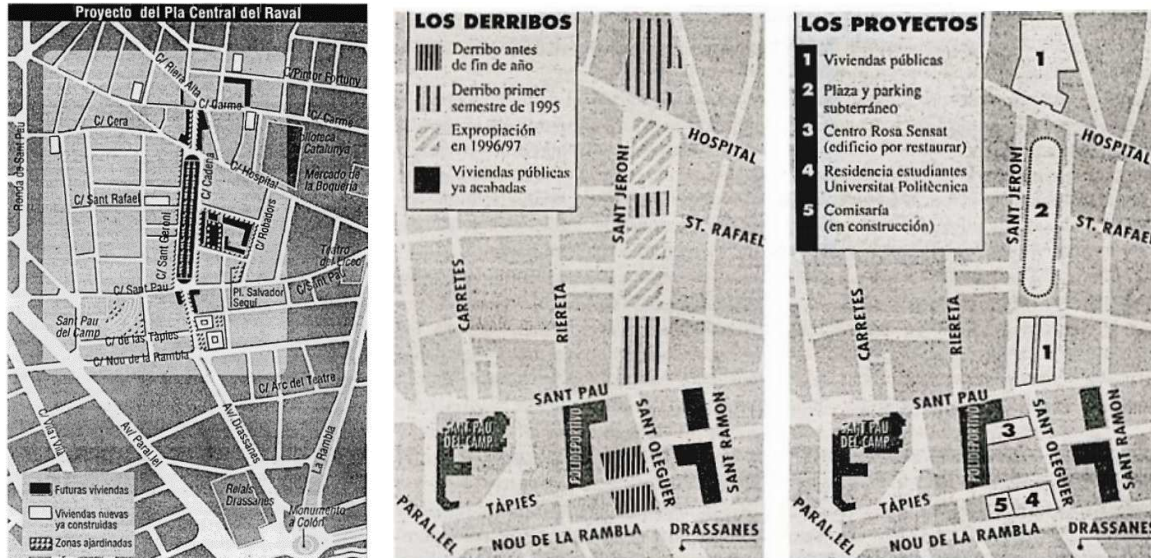 Proyecto del Pla Central del Raval
C/ Riera Alta
C/Pintor Fortuny
C/ Carme
C/ Carme
C/ Cera
Ronda de Sant Pau
Biblioteca
de Catalunya
C/ Cadena
C/ Hospital
Mercado de
la Boquería
C/ Sant Rafael
C/ Robadors
C/ Sant Geroni
Teatro
del Liceo
C/ Sant Pau
C/Sant Pau
Pl. Salvador
Seguí
Sant Pau
del Camp
C/ de las Tàpies
C/ Nou de la Rambla
C/ Arc del Teatre
C/ Vila i Vilà
Av/ Paral.lel
Av/ Drassanes
La Rambla
Reials
Drassanes
Monumento
a Colón
Futuras viviendas
Viviendas nuevas
ya construidas
Zonas ajardinadas
LOS DERRIBOS
Derribo antes
de fin de año
Derribo primer
semestre de 1995
Expropiación
en 1996/97
Viviendas públicas
ya acabadas
HOSPITAL
SANT JERONI
ST. RAFAEL
CARRETES
RIERETA
SANT PAU
SANT PAU
DEL CAMP
POLIDEPORTIVO
SANT OLEGUER
SANT RAMON
TÀPIES
PARAL.LEL
NOU DE LA RAMBLA
DRASSANES
LOS PROYECTOS
1 Viviendas públicas
2 Plaza y parking
subterráneo
3 Centro Rosa Sensat
(edificio por restaurar)
4 Residencia estudiantes
Universitat Politècnica
5 Comisaría
(en construcción)
1
HOSPITAL
SANT JERONI
2
ST. RAFAEL
CARRETES
RIERETA
1
SANT PAU
SANT PAU
DEL CAMP
POLIDEPORTIVO
3
SANT OLEGUER
SANT RAMON
TÀPIES
5 4
PARAL.LEL
NOU DE LA RAMBLA
DRASSANES